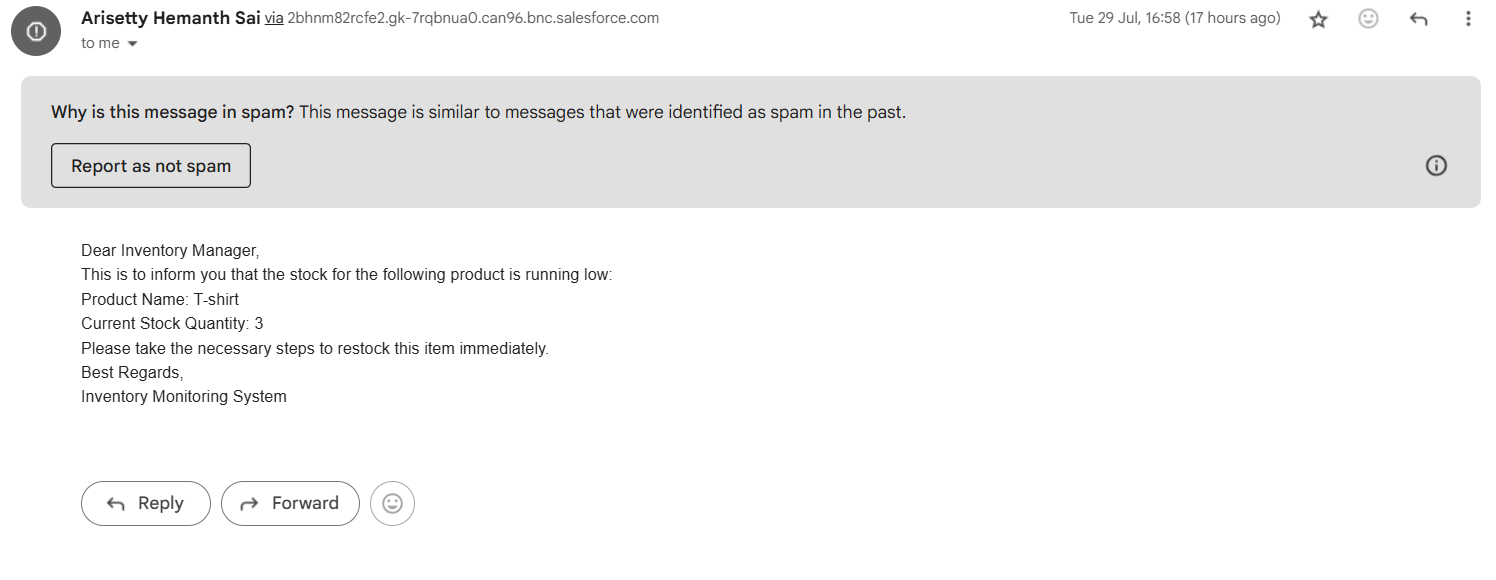 Arisetty Hemanth Sai via 2bhnm82rcfe2.gk-7rqbnua0.can96.bnc.salesforce.com Tue 29 Jul, 16:58 (17 hours ago)
to me
Why is this message in spam? This message is similar to messages that were identified as spam in the past.
Report as not spam
Dear Inventory Manager,
This is to inform you that the stock for the following product is running low:
Product Name: T-shirt
Current Stock Quantity: 3
Please take the necessary steps to restock this item immediately.
Best Regards,
Inventory Monitoring System
Reply Forward